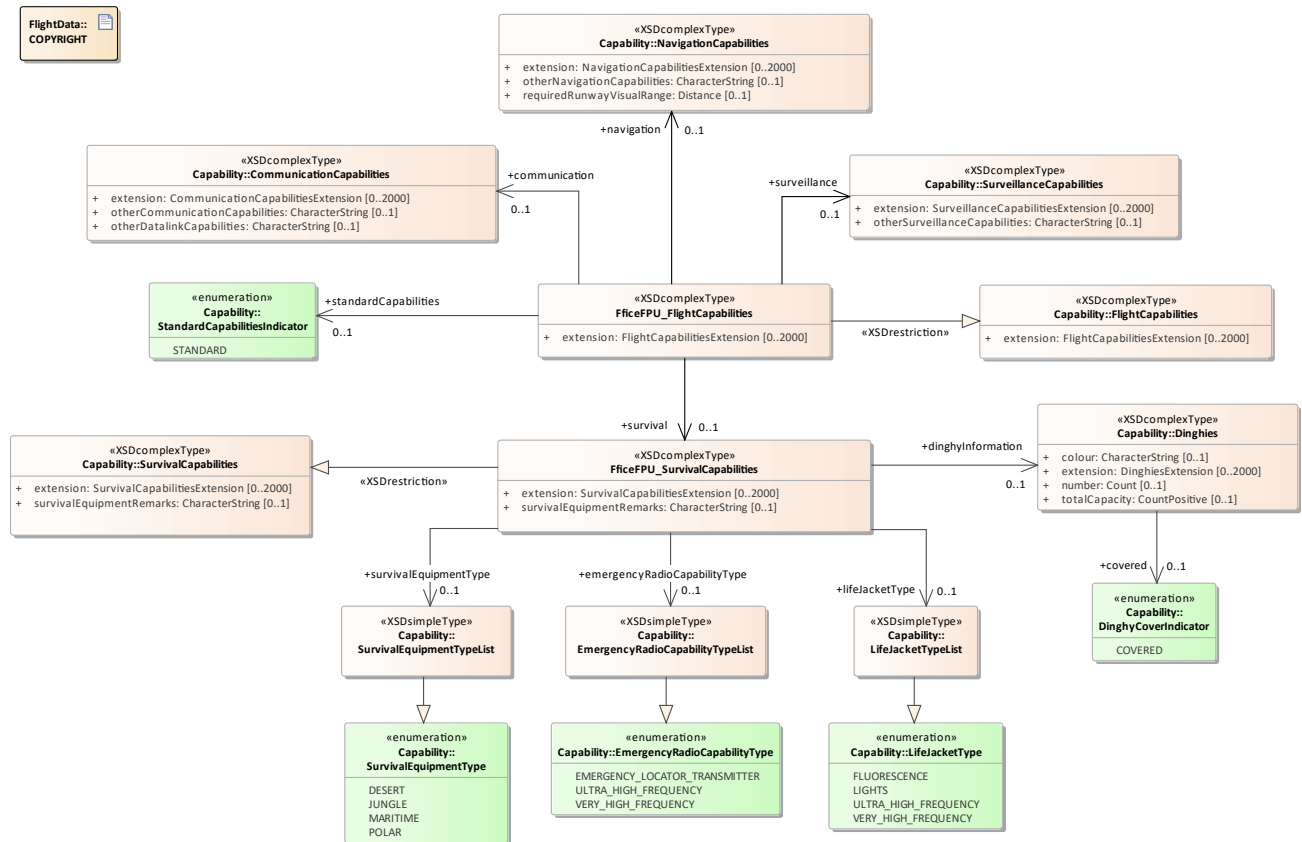 FlightData::
COPYRIGHT
«XSDcomplexType»
Capability::NavigationCapabilities
+ extension: NavigationCapabilitiesExtension [0..2000]
+ otherNavigationCapabilities: CharacterString [0..1]
+ requiredRunwayVisualRange: Distance [0..1]
+navigation
0..1
«XSDcomplexType»
Capability::CommunicationCapabilities
+ extension: CommunicationCapabilitiesExtension [0..2000]
+ otherCommunicationCapabilities: CharacterString [0..1]
+ otherDatalinkCapabilities: CharacterString [0..1]
+communication
0..1
+surveillance
0..1
«XSDcomplexType»
Capability::SurveillanceCapabilities
+ extension: SurveillanceCapabilitiesExtension [0..2000]
+ otherSurveillanceCapabilities: CharacterString [0..1]
«enumeration»
Capability::
StandardCapabilitiesIndicator
STANDARD
+standardCapabilities
0..1
«XSDcomplexType»
FficeFPU_FlightCapabilities
+ extension: FlightCapabilitiesExtension [0..2000]
«XSDrestriction»
«XSDcomplexType»
Capability::FlightCapabilities
+ extension: FlightCapabilitiesExtension [0..2000]
+survival
0..1
«XSDcomplexType»
Capability::SurvivalCapabilities
+ extension: SurvivalCapabilitiesExtension [0..2000]
+ survivalEquipmentRemarks: CharacterString [0..1]
«XSDrestriction»
«XSDcomplexType»
FficeFPU_SurvivalCapabilities
+ extension: SurvivalCapabilitiesExtension [0..2000]
+ survivalEquipmentRemarks: CharacterString [0..1]
+dinghyInformation
0..1
«XSDcomplexType»
Capability::Dinghies
+ colour: CharacterString [0..1]
+ extension: DinghiesExtension [0..2000]
+ number: Count [0..1]
+ totalCapacity: CountPositive [0..1]
+survivalEquipmentType
0..1
+emergencyRadioCapabilityType
0..1
+lifeJacketType
0..1
+covered
0..1
«XSDsimpleType»
Capability::
SurvivalEquipmentTypeList
«XSDsimpleType»
Capability::
EmergencyRadioCapabilityTypeList
«XSDsimpleType»
Capability::
LifeJacketTypeList
«enumeration»
Capability::
DinghyCoverIndicator
COVERED
«enumeration»
Capability::
SurvivalEquipmentType
DESERT
JUNGLE
MARITIME
POLAR
«enumeration»
Capability::EmergencyRadioCapabilityType
EMERGENCY_LOCATOR_TRANSMITTER
ULTRA_HIGH_FREQUENCY
VERY_HIGH_FREQUENCY
«enumeration»
Capability::LifeJacketType
FLUORESCENCE
LIGHTS
ULTRA_HIGH_FREQUENCY
VERY_HIGH_FREQUENCY